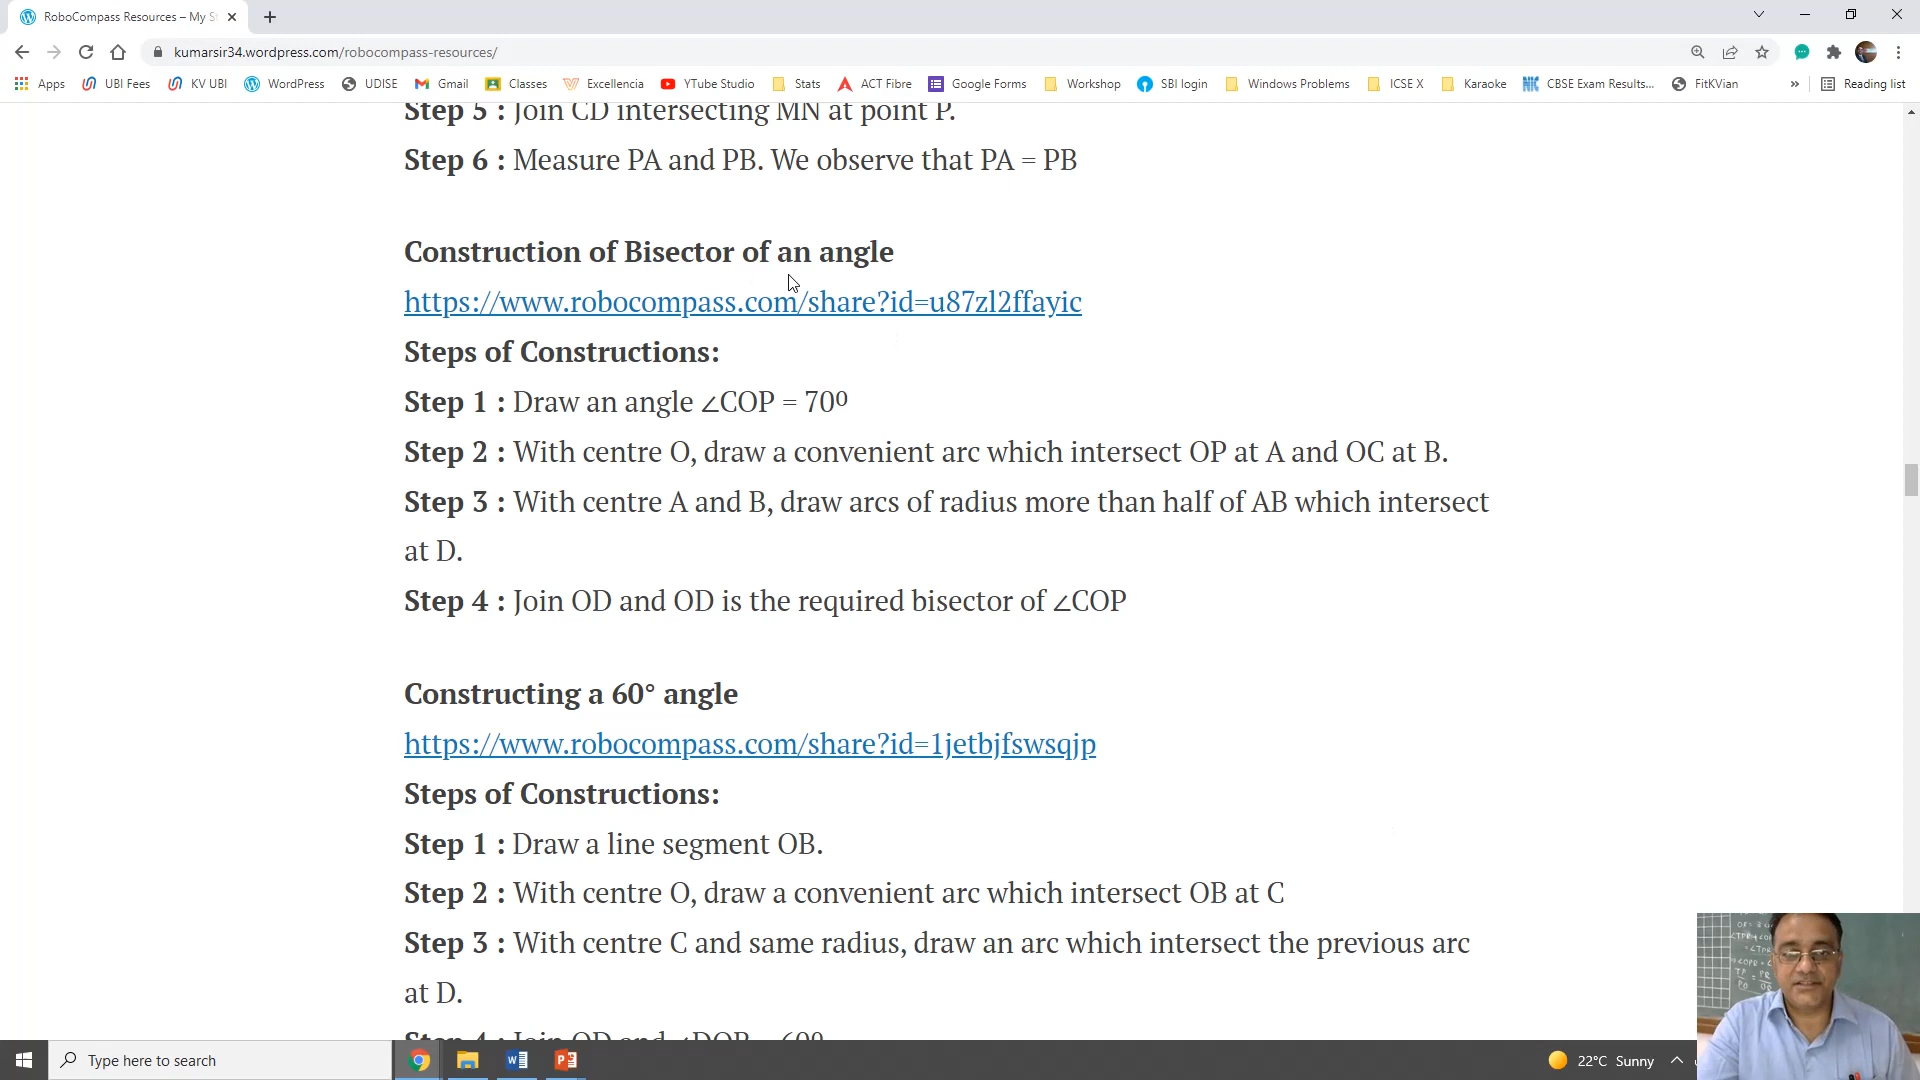 RoboCompass Resources – My S
kumarsir34.wordpress.com/robocompass-resources/
Apps UBI Fees KV UBI WordPress UDISE Gmail Classes Excellencia YTube Studio Stats ACT Fibre Google Forms Workshop SBI login Windows Problems ICSE X Karaoke CBSE Exam Results... FitKVian » Reading list
Step 5 : Join CD intersecting MN at point P.
Step 6 : Measure PA and PB. We observe that PA = PB
Construction of Bisector of an angle
https://www.robocompass.com/share?id=u87zl2ffayic
Steps of Constructions:
Step 1 : Draw an angle ∠COP = 70⁰
Step 2 : With centre O, draw a convenient arc which intersect OP at A and OC at B.
Step 3 : With centre A and B, draw arcs of radius more than half of AB which intersect
at D.
Step 4 : Join OD and OD is the required bisector of ∠COP
Constructing a 60° angle
https://www.robocompass.com/share?id=1jetbjfswsqjp
Steps of Constructions:
Step 1 : Draw a line segment OB.
Step 2 : With centre O, draw a convenient arc which intersect OB at C
Step 3 : With centre C and same radius, draw an arc which intersect the previous arc
at D.
Step 4 : Join OD and ∠DOB = 60⁰
Type here to search
22°C Sunny